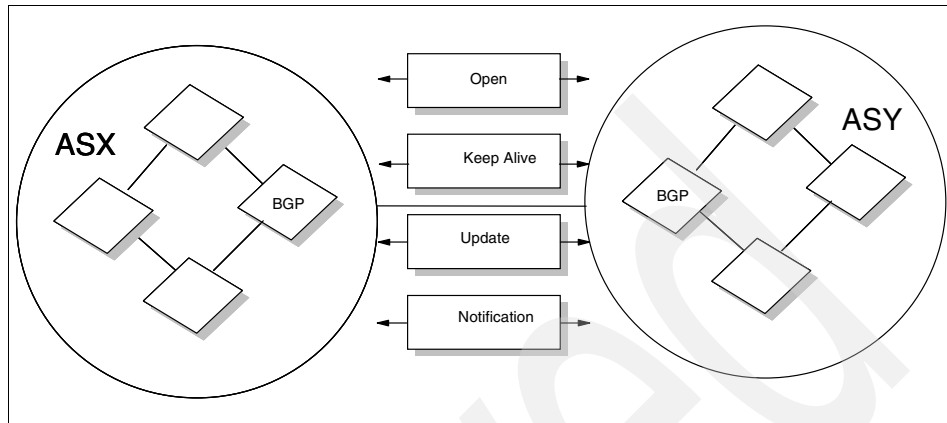 Open
ASX
ASY
Keep Alive
BGP
BGP
Update
Notification